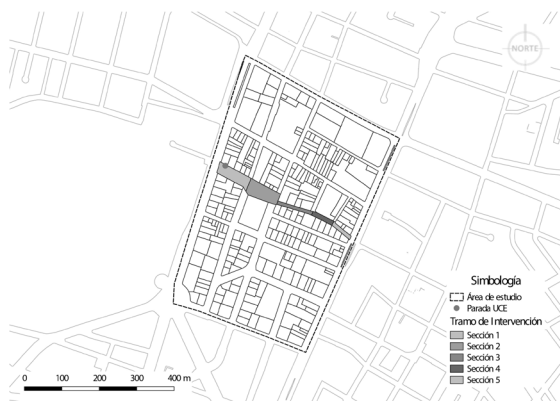 NORTE
Simbología
Área de estudio
Parada UCE
Tramo de Intervención
Sección 1
Sección 2
Sección 3
Sección 4
Sección 5
0 100 200 300 400 m